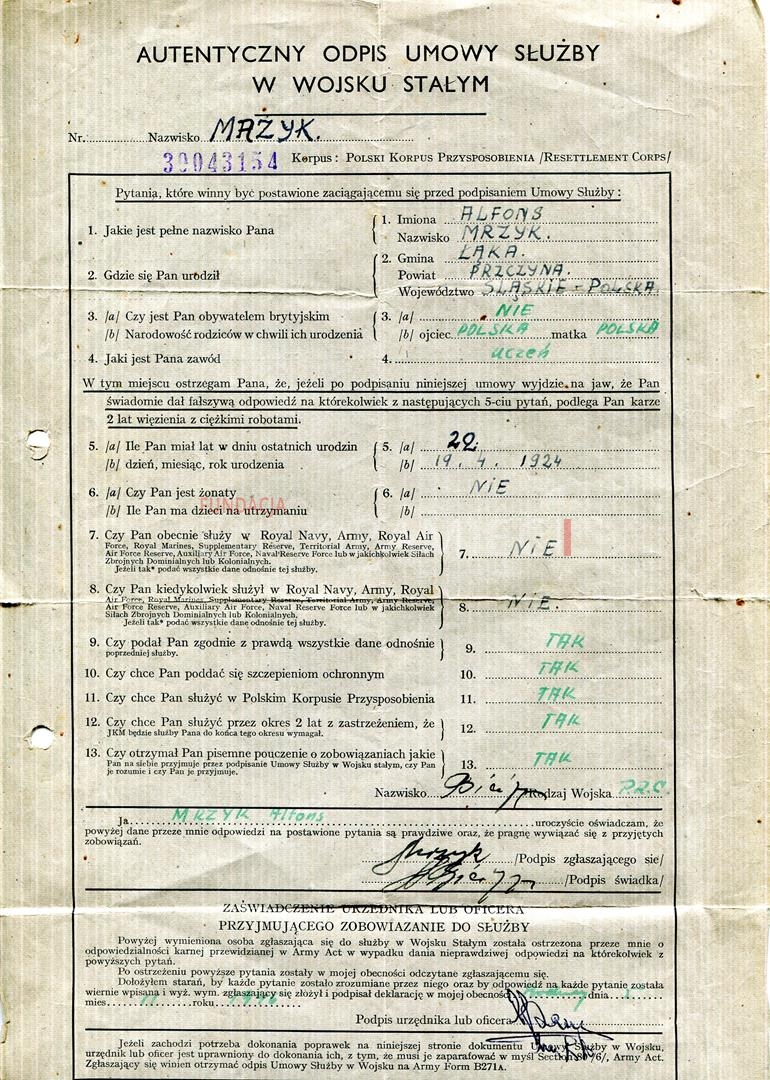 AUTENTYCZNY ODPIS UMOWY SŁUŻBY
W WOJSKU STAŁYM
Nr. Nazwisko MRZYK.
30043154 Korpus: POLSKI KORPUS PRZYSPOSOBIENIA /RESETTLEMENT CORPS/
Pytania, które winny być postawione zaciągającemu się przed podpisaniem Umowy Służby :
1. Jakie jest pełne nazwisko Pana 1. Imiona ALFONS
Nazwisko MRZYK.
2. Gdzie się Pan urodził 2. Gmina ŁĄKA.
Powiat PRZCZYNA.
Województwo ŚLĄSKIE - POLSKA
3. /a/ Czy jest Pan obywatelem brytyjskim 3. /a/ NIE
/b/ Narodowość rodziców w chwili ich urodzenia /b/ ojciec POLSKA matka POLSKA
4. Jaki jest Pana zawód 4. uczeń
W tym miejscu ostrzegam Pana, że, jeżeli po podpisaniu niniejszej umowy wyjdzie na jaw, że Pan
świadomie dał fałszywą odpowiedź na którekolwiek z następujących 5-ciu pytań, podlega Pan karze
2 lat więzienia z ciężkimi robotami.
5. /a/ Ile Pan miał lat w dniu ostatnich urodzin 5. /a/ 22
/b/ dzień, miesiąc, rok urodzenia /b/ 19. 4. 1924
6. /a/ Czy Pan jest żonaty 6. /a/ NIE
/b/ Ile Pan ma dzieci na utrzymaniu /b/
FUNDACJA
7. Czy Pan obecnie służy w Royal Navy, Army, Royal Air
Force, Royal Marines, Supplementary Reserve, Territorial Army, Army Reserve,
Air Force Reserve, Auxiliary Air Force, Naval Reserve Force lub w jakichkolwiek Siłach
Zbrojnych Dominialnych lub Kolonialnych.
Jeżeli tak* podać wszystkie dane odnośnie tej służby. 7. NIE
8. Czy Pan kiedykolwiek służył w Royal Navy, Army, Royal
Air Force, Royal Marines, Supplementary Reserve, Territorial Army, Army Reserve,
Air Force Reserve, Auxiliary Air Force, Naval Reserve Force lub w jakichkolwiek
Siłach Zbrojnych Dominialnych lub Kolonialnych.
Jeżeli tak* podać wszystkie dane odnośnie tej służby. 8. NIE.
9. Czy podał Pan zgodnie z prawdą wszystkie dane odnośnie
poprzedniej służby. 9. TAK
10. Czy chce Pan poddać się szczepieniom ochronnym 10. TAK
11. Czy chce Pan służyć w Polskim Korpusie Przysposobienia 11. TAK
12. Czy chce Pan służyć przez okres 2 lat z zastrzeżeniem, że
JKM będzie służby Pana do końca tego okresu wymagał. 12. TAK
13. Czy otrzymał Pan pisemne pouczenie o zobowiązaniach jakie
Pan na siebie przyjmuje przez podpisanie Umowy Służby w Wojsku stałym, czy Pan
je rozumie i czy Pan je przyjmuje. 13. TAK
Nazwisko Rodzaj Wojska P.R.C.
Ja MRZYK Alfons uroczyście oświadczam, że
powyżej dane przeze mnie odpowiedzi na postawione pytania są prawdziwe oraz, że pragnę wywiązać się z przyjętych
zobowiązań.
Mrzyk /Podpis zgłaszającego sie/
/Podpis świadka/
ZAŚWIADCZENIE URZĘDNIKA LUB OFICERA
PRZYJMUJĄCEGO ZOBOWIAZANIE DO SŁUŻBY
Powyżej wymieniona osoba zgłaszająca się do służby w Wojsku Stałym została ostrzeżona przeze mnie o
odpowiedzialności karnej przewidzianej w Army Act w wypadku dania nieprawdziwej odpowiedzi na którekolwiek z
powyższych pytań.
Po ostrzeżeniu powyższe pytania zostały w mojej obecności odczytane zgłaszającemu się.
Dołożyłem starań, by każde pytanie zostało zrozumiane przez niego oraz by odpowiedź na każde pytanie została
wiernie wpisana i wyż. wym. zgłaszający się złożył i podpisał deklarację w mojej obecności dnia
mies. roku
Podpis urzędnika lub oficera
Jeżeli zachodzi potrzeba dokonania poprawek na niniejszej stronie dokumentu Umowy Służby w Wojsku,
urzędnik lub oficer jest uprawniony do dokonania ich, z tym, że musi je zaparafować w myśl Section 80/6/, Army Act.
Zgłaszający się winien otrzymać odpis Umowy Służby w Wojsku na Army Form B271A.